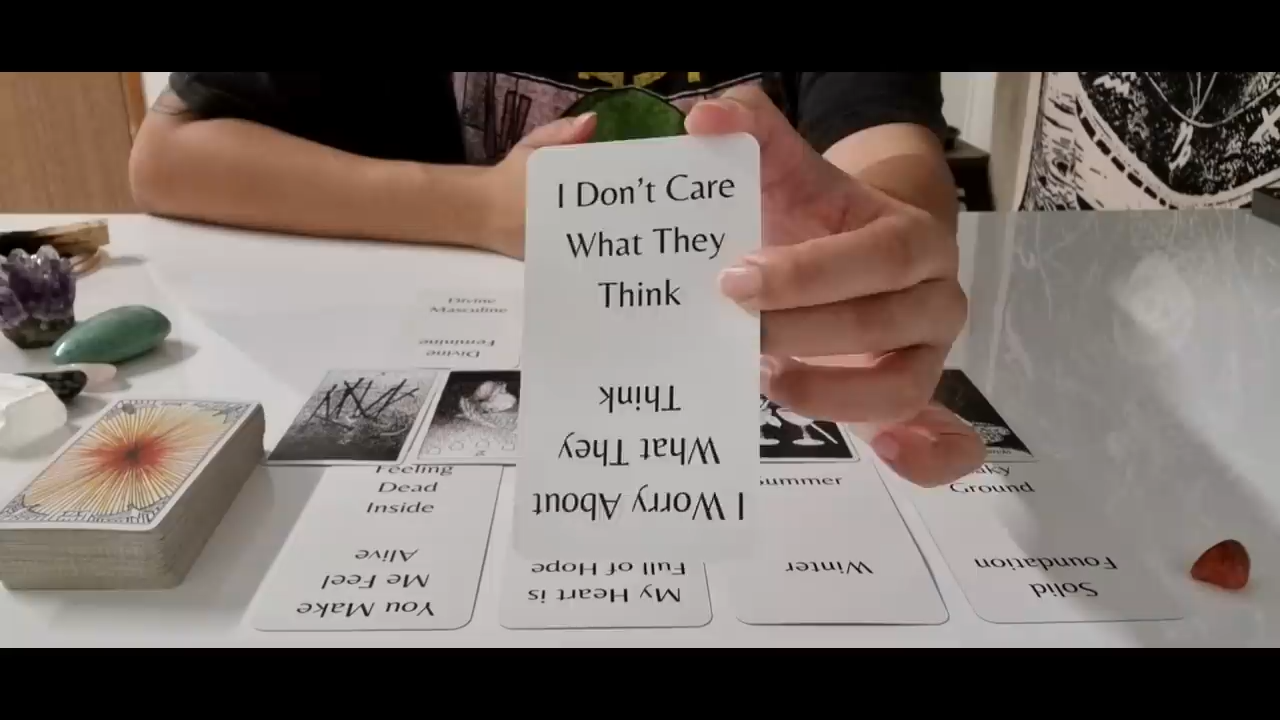 I Don't Care
What They
Think
I Worry About
What They
Think
Divine
Masculine
Divine
Feminine
Feeling
Dead
Inside
You Make
Me Feel
Alive
My Heart is
Full of Hope
Summer
Winter
Ground
Solid
Foundation